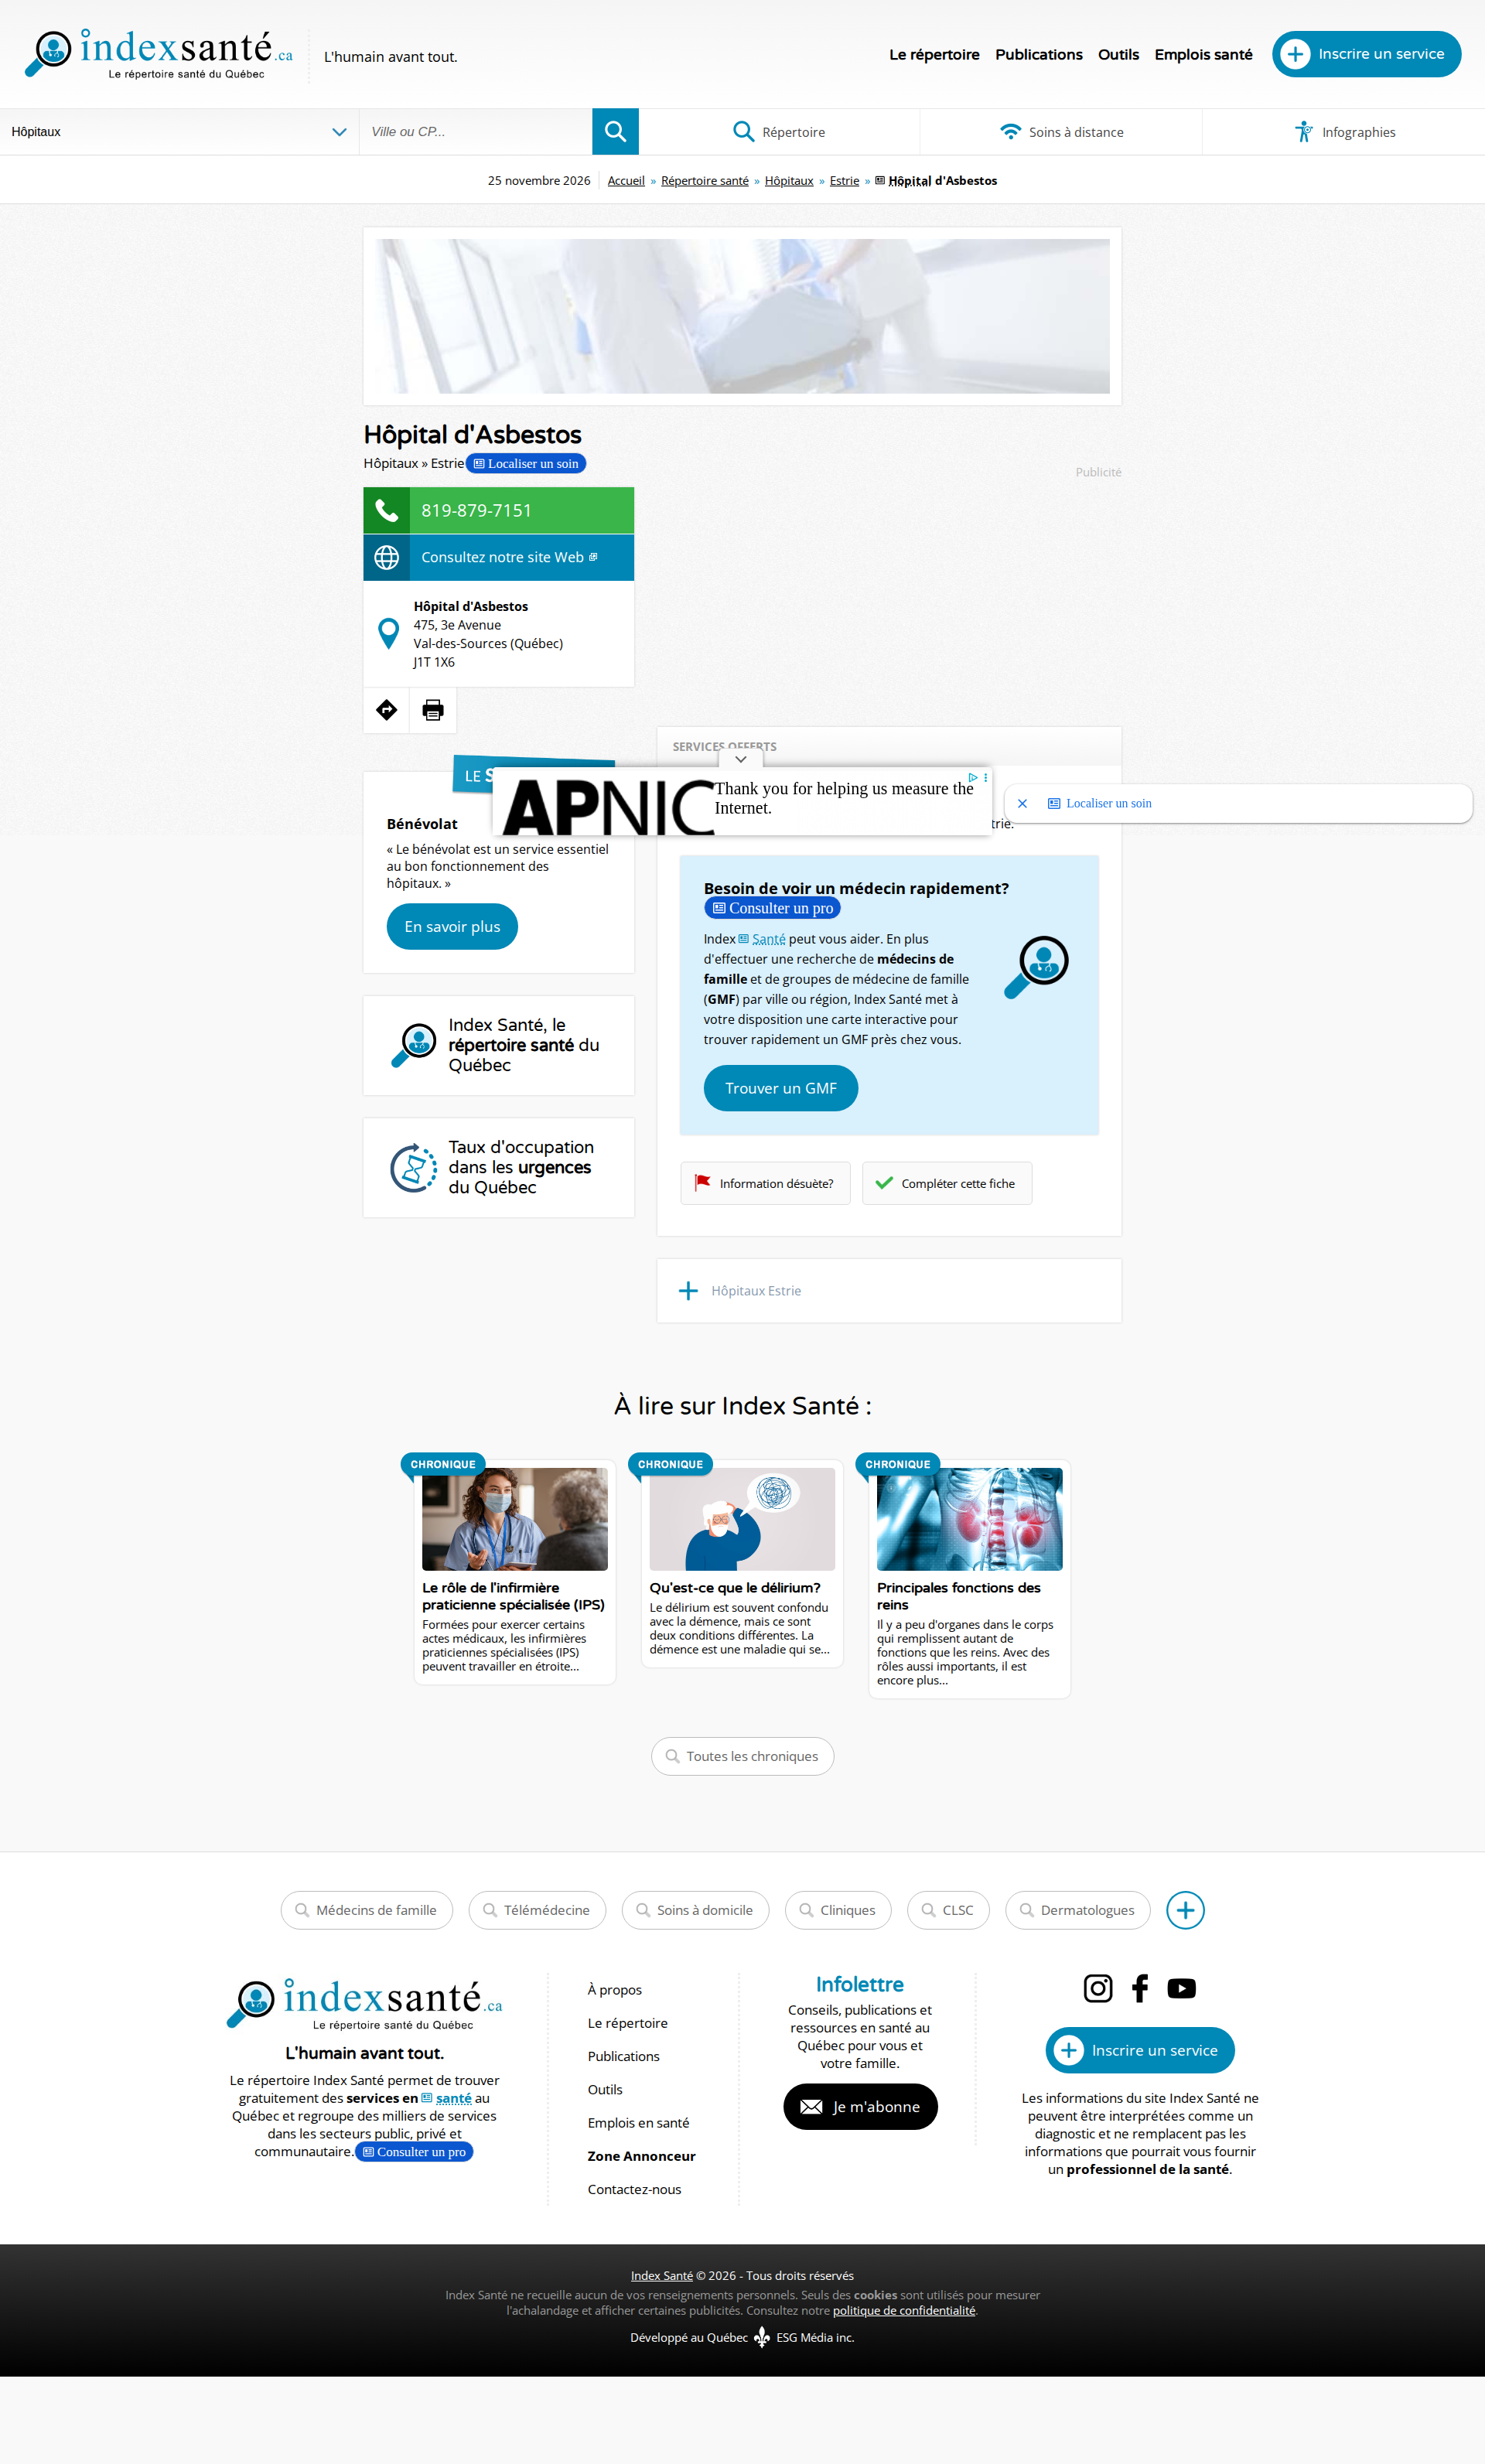 indexsanté.ca
Le répertoire santé du Québec
L'humain avant tout.
Le répertoire Publications Outils Emplois santé Inscrire un service
Hôpitaux
Ville ou CP...
Répertoire
Soins à distance
Infographies
25 novembre 2026 Accueil » Répertoire santé » Hôpitaux » Estrie » Hôpital d'Asbestos
Hôpital d'Asbestos
Hôpitaux » Estrie Localiser un soin
Publicité
819-879-7151
Consultez notre site Web
Hôpital d'Asbestos
475, 3e Avenue
Val-des-Sources (Québec)
J1T 1X6
LE
Bénévolat
« Le bénévolat est un service essentiel
au bon fonctionnement des
hôpitaux. »
En savoir plus
Index Santé, le
répertoire santé du
Québec
Taux d'occupation
dans les urgences
du Québec
SERVICES OFFERTS
APNIC
Thank you for helping us measure the
Internet.
Localiser un soin
Besoin de voir un médecin rapidement?
Consulter un pro
Index Santé peut vous aider. En plus
d'effectuer une recherche de médecins de
famille et de groupes de médecine de famille
(GMF) par ville ou région, Index Santé met à
votre disposition une carte interactive pour
trouver rapidement un GMF près chez vous.
Trouver un GMF
Information désuète?
Compléter cette fiche
Hôpitaux Estrie
À lire sur Index Santé :
CHRONIQUE
Le rôle de l'infirmière
praticienne spécialisée (IPS)
Formées pour exercer certains
actes médicaux, les infirmières
praticiennes spécialisées (IPS)
peuvent travailler en étroite...
CHRONIQUE
Qu'est-ce que le délirium?
Le délirium est souvent confondu
avec la démence, mais ce sont
deux conditions différentes. La
démence est une maladie qui se...
CHRONIQUE
Principales fonctions des
reins
Il y a peu d'organes dans le corps
qui remplissent autant de
fonctions que les reins. Avec des
rôles aussi importants, il est
encore plus...
Toutes les chroniques
Médecins de famille
Télémédecine
Soins à domicile
Cliniques
CLSC
Dermatologues
indexsanté.ca
Le répertoire santé du Québec
L'humain avant tout.
Le répertoire Index Santé permet de trouver
gratuitement des services en santé au
Québec et regroupe des milliers de services
dans les secteurs public, privé et
communautaire. Consulter un pro
À propos
Le répertoire
Publications
Outils
Emplois en santé
Zone Annonceur
Contactez-nous
Infolettre
Conseils, publications et
ressources en santé au
Québec pour vous et
votre famille.
Je m'abonne
Inscrire un service
Les informations du site Index Santé ne
peuvent être interprétées comme un
diagnostic et ne remplacent pas les
informations que pourrait vous fournir
un professionnel de la santé.
Index Santé © 2026 - Tous droits réservés
Index Santé ne recueille aucun de vos renseignements personnels. Seuls des cookies sont utilisés pour mesurer
l'achalandage et afficher certaines publicités. Consultez notre politique de confidentialité.
Développé au Québec ESG Média inc.